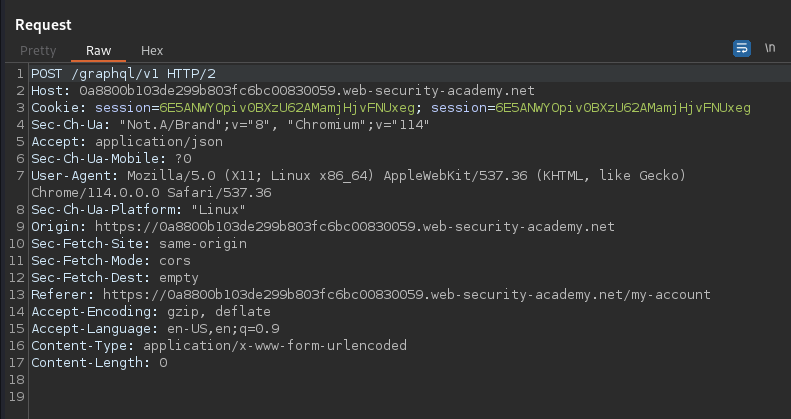 Request
Pretty Raw Hex \n
1 POST /graphql/v1 HTTP/2
2 Host: 0a8800b103de299b803fc6bc00830059.web-security-academy.net
3 Cookie: session=6E5ANWYOpivOBXzU62AMamjHjvFNUxeg; session=6E5ANWYOpivOBXzU62AMamjHjvFNUxeg
4 Sec-Ch-Ua: "Not.A/Brand";v="8", "Chromium";v="114"
5 Accept: application/json
6 Sec-Ch-Ua-Mobile: ?0
7 User-Agent: Mozilla/5.0 (X11; Linux x86_64) AppleWebKit/537.36 (KHTML, like Gecko)
Chrome/114.0.0.0 Safari/537.36
8 Sec-Ch-Ua-Platform: "Linux"
9 Origin: https://0a8800b103de299b803fc6bc00830059.web-security-academy.net
10 Sec-Fetch-Site: same-origin
11 Sec-Fetch-Mode: cors
12 Sec-Fetch-Dest: empty
13 Referer: https://0a8800b103de299b803fc6bc00830059.web-security-academy.net/my-account
14 Accept-Encoding: gzip, deflate
15 Accept-Language: en-US,en;q=0.9
16 Content-Type: application/x-www-form-urlencoded
17 Content-Length: 0
18
19